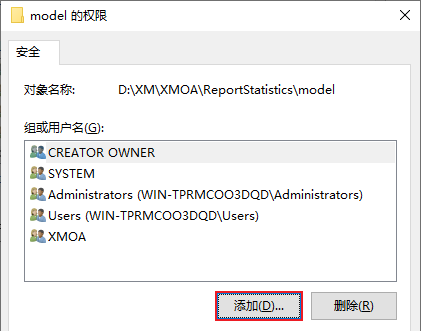 model 的权限
安全
对象名称: D:\XM\XMOA\ReportStatistics\model
组或用户名(G):
CREATOR OWNER
SYSTEM
Administrators (WIN-TPRMCOO3DQD\Administrators)
Users (WIN-TPRMCOO3DQD\Users)
XMOA
添加(D)... 删除(R)